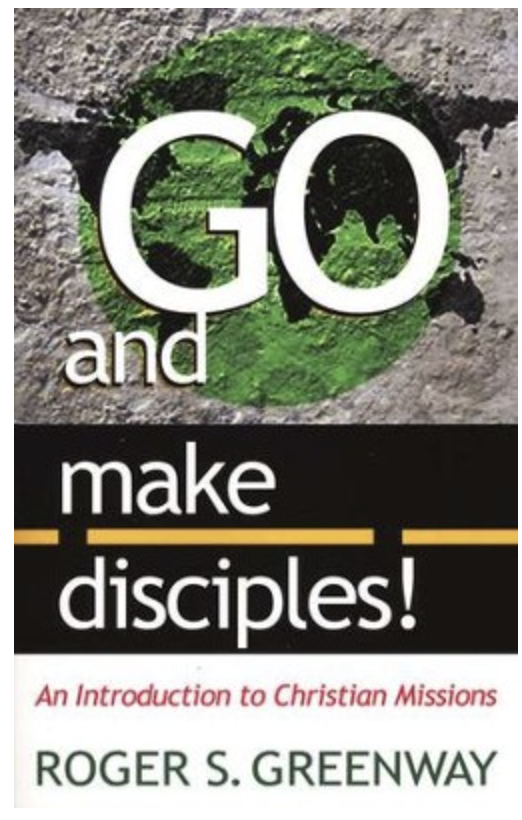 GO
and
make
disciples!
An Introduction to Christian Missions
ROGER S. GREENWAY